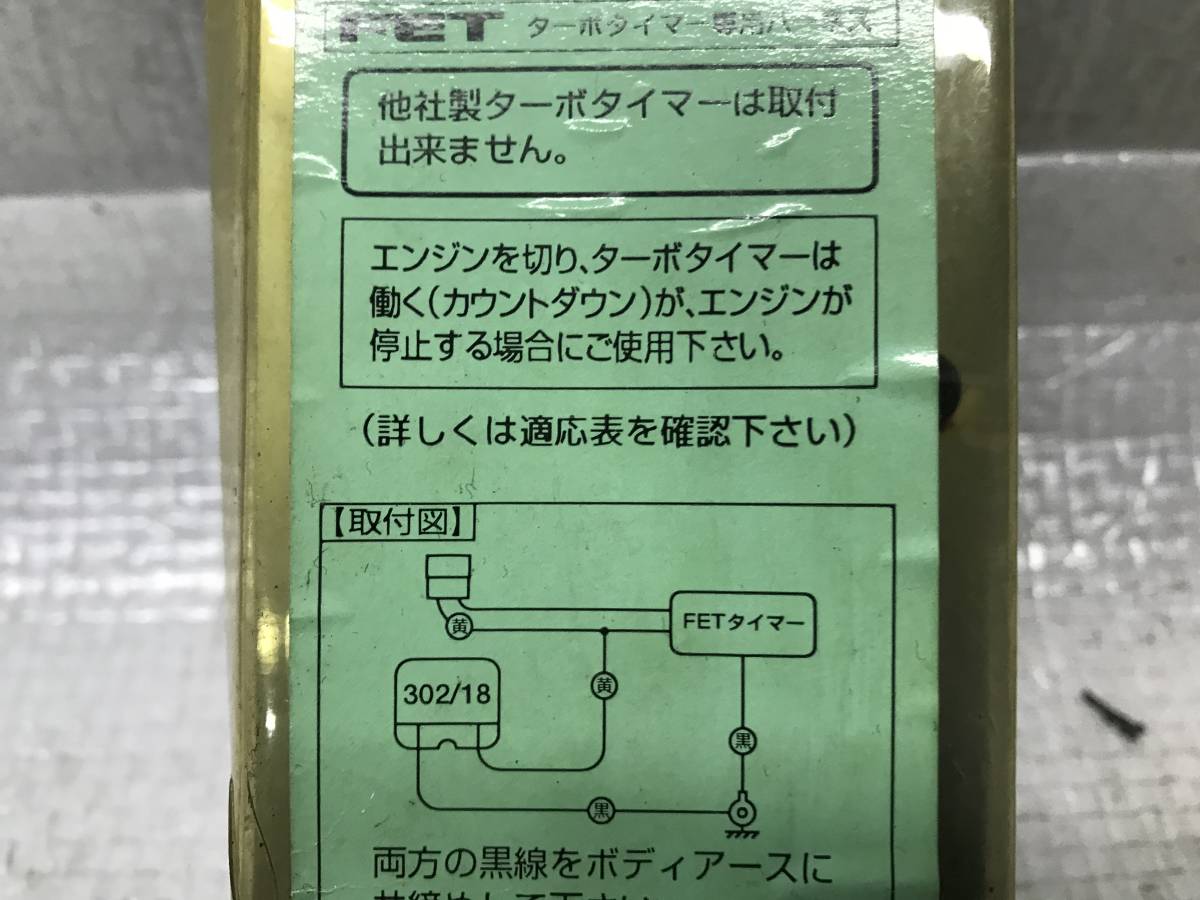 FET ターボタイマー専用ハーネス
他社製ターボタイマーは取付
出来ません。
エンジンを切り、ターボタイマーは
働く(カウントダウン)が、エンジンが
停止する場合にご使用下さい。
(詳しくは適応表を確認下さい)
【取付図】
黄
FETタイマー
302/18
黄
黒
黒
両方の黒線をボディアースに